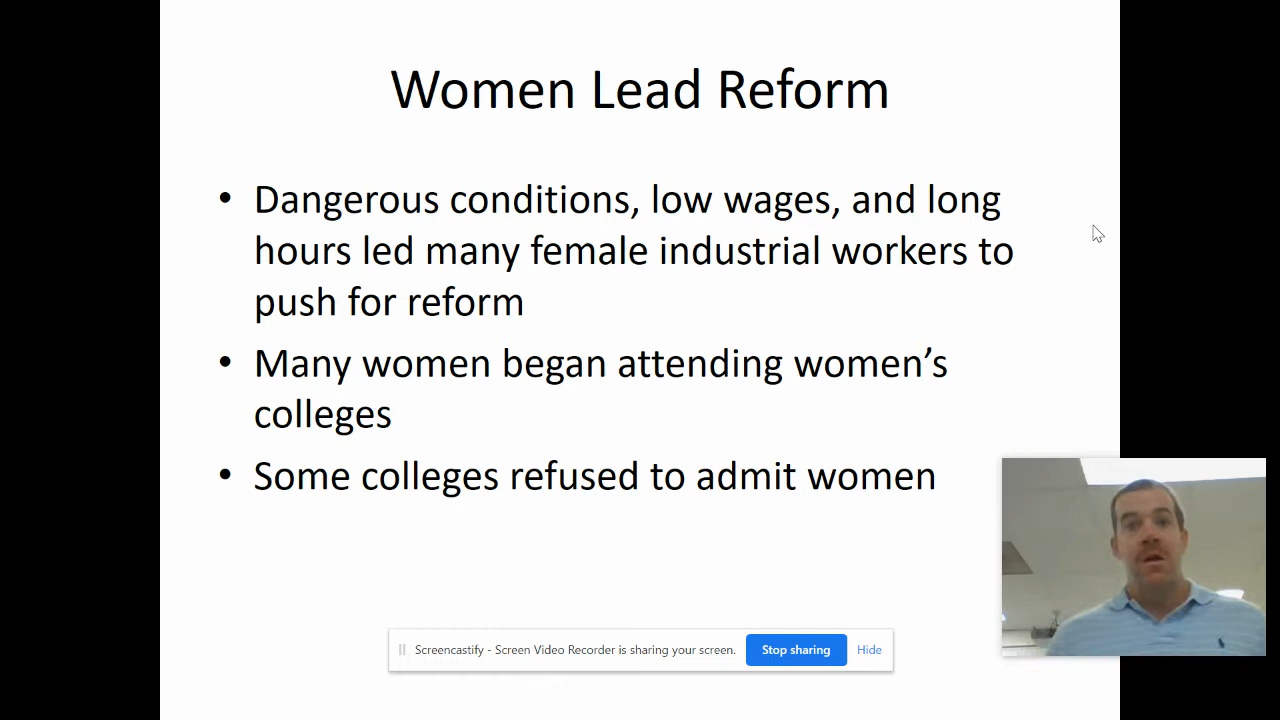 Women Lead Reform
• Dangerous conditions, low wages, and long
hours led many female industrial workers to
push for reform
• Many women began attending women’s
colleges
• Some colleges refused to admit women
Screencastify - Screen Video Recorder is sharing your screen. Stop sharing Hide